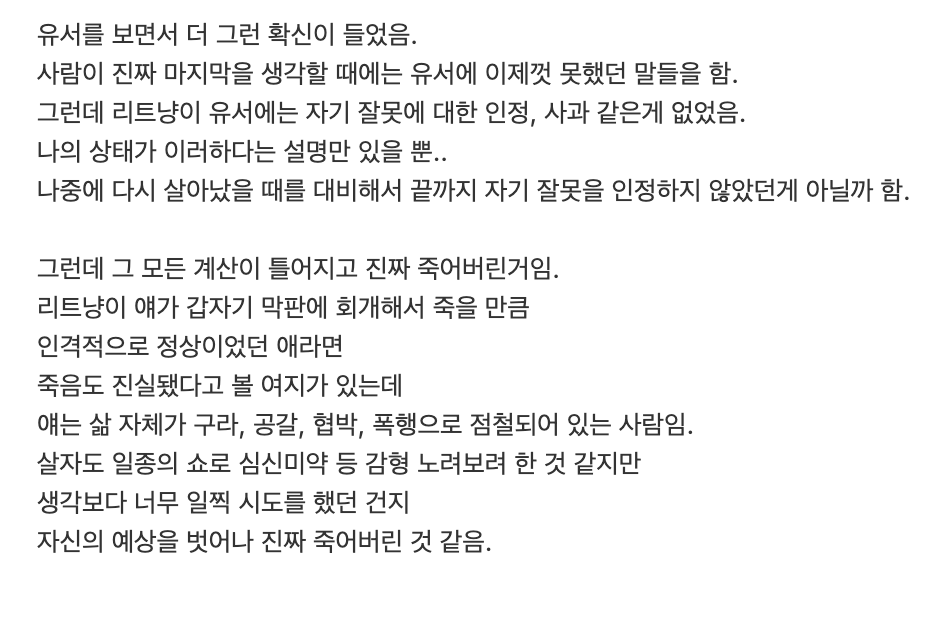 유서를 보면서 더 그런 확신이 들었음.
사람이 진짜 마지막을 생각할 때에는 유서에 이제껏 못했던 말들을 함.
그런데 리트냥이 유서에는 자기 잘못에 대한 인정, 사과 같은게 없었음.
나의 상태가 이러하다는 설명만 있을 뿐..
나중에 다시 살아났을 때를 대비해서 끝까지 자기 잘못을 인정하지 않았던게 아닐까 함.
그런데 그 모든 계산이 틀어지고 진짜 죽어버린거임.
리트냥이 얘가 갑자기 막판에 회개해서 죽을 만큼
인격적으로 정상이었던 애라면
죽음도 진실됐다고 볼 여지가 있는데
얘는 삶 자체가 구라, 공갈, 협박, 폭행으로 점철되어 있는 사람임.
살자도 일종의 쇼로 심신미약 등 감형 노려보려 한 것 같지만
생각보다 너무 일찍 시도를 했던 건지
자신의 예상을 벗어나 진짜 죽어버린 것 같음.